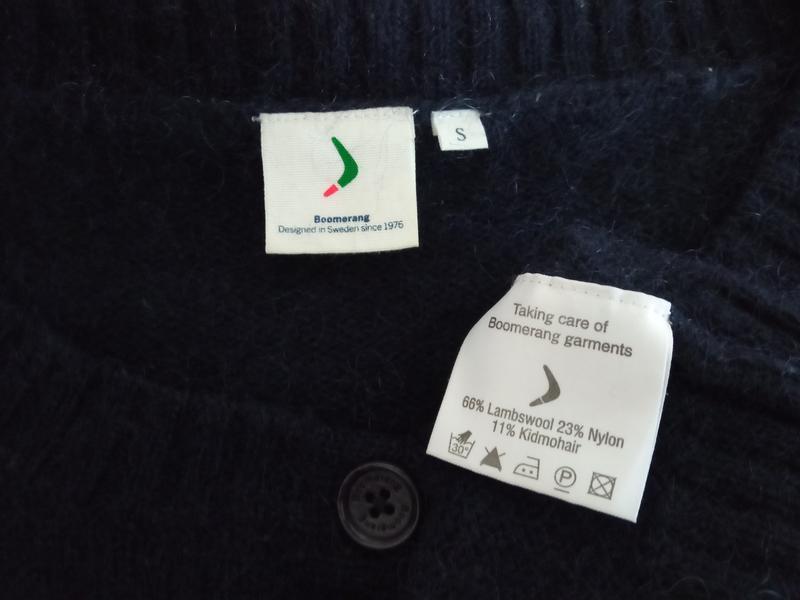 Boomerang
Designed in Sweden since 1976
S
Taking care of
Boomerang garments
66% Lambswool 23% Nylon
11% Kidmohair
30°
P